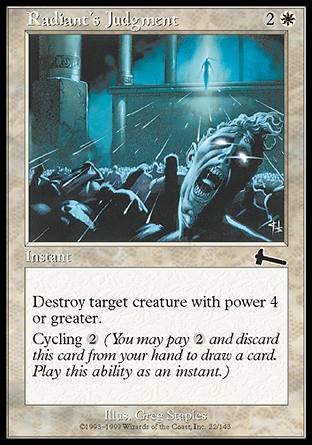 Radiant's Judgment 2
Instant
Destroy target creature with power 4
or greater.
Cycling 2 (You may pay 2 and discard
this card from your hand to draw a card.
Play this ability as an instant.)
Illus. Greg Staples
©1993-1999 Wizards of the Coast, Inc. 22/143